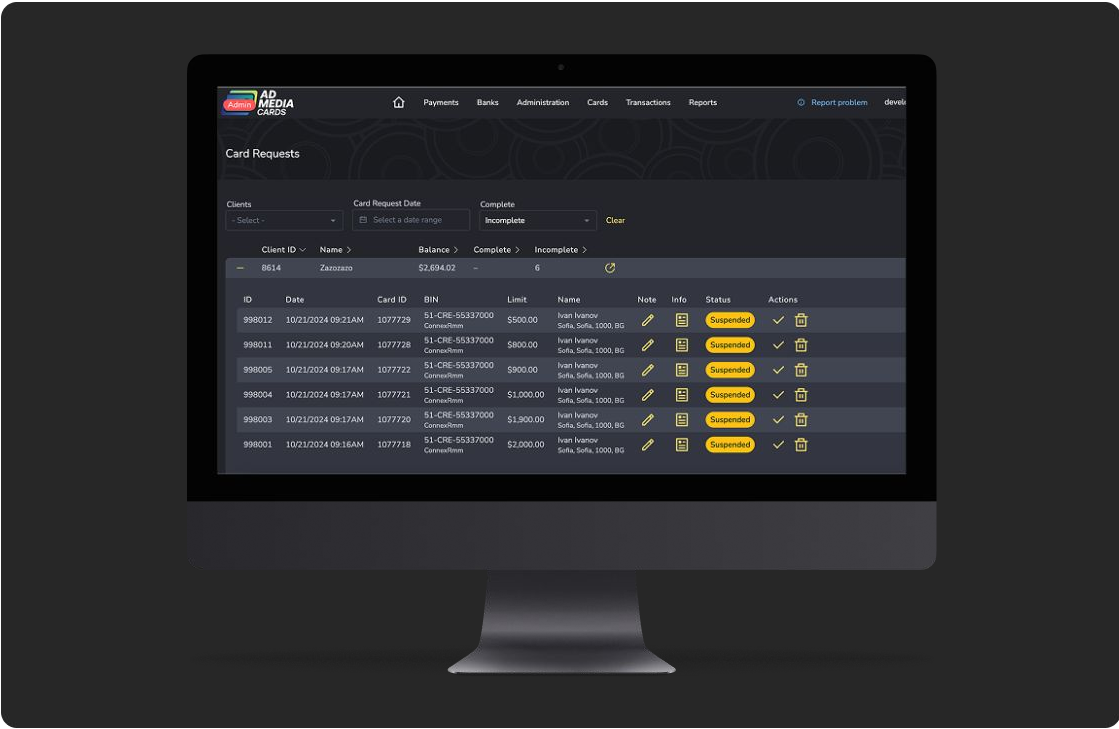 Admin
AD
MEDIA
CARDS
Payments Banks Administration Cards Transactions Reports Report problem develo
Card Requests
Clients Card Request Date Complete
- Select - Select a date range Incomplete Clear
Client ID Name Balance Complete Incomplete
8614 Zazozazo $2,694.02 – 6
ID Date Card ID BIN Limit Name Note Info Status Actions
998012 10/21/2024 09:21AM 1077729 51-CRE-55337000 $500.00 Ivan Ivanov Suspended
ConnexRmm Sofia, Sofia, 1000, BG
998011 10/21/2024 09:20AM 1077728 51-CRE-55337000 $800.00 Ivan Ivanov Suspended
ConnexRmm Sofia, Sofia, 1000, BG
998005 10/21/2024 09:17AM 1077722 51-CRE-55337000 $900.00 Ivan Ivanov Suspended
ConnexRmm Sofia, Sofia, 1000, BG
998004 10/21/2024 09:17AM 1077721 51-CRE-55337000 $1,000.00 Ivan Ivanov Suspended
ConnexRmm Sofia, Sofia, 1000, BG
998003 10/21/2024 09:17AM 1077720 51-CRE-55337000 $1,900.00 Ivan Ivanov Suspended
ConnexRmm Sofia, Sofia, 1000, BG
998001 10/21/2024 09:16AM 1077718 51-CRE-55337000 $2,000.00 Ivan Ivanov Suspended
ConnexRmm Sofia, Sofia, 1000, BG